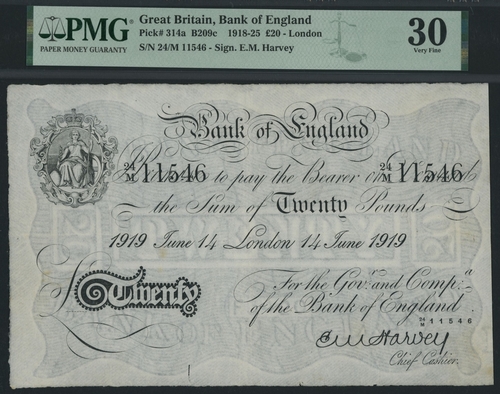 PMG
PAPER MONEY GUARANTY
Great Britain, Bank of England
Pick# 314a B209c 1918-25 £20 - London
S/N 24/M 11546 - Sign. E.M. Harvey
30
Very Fine
Bank of England
24/M 11546 to pay the Bearer on 24/M 11546
the Sum of Twenty Pounds
1919 June 14 London 14 June 1919
For the Govr. and Compa.
Twenty
of the Bank of England
24/M 11546
E M Harvey
Chief Cashier.